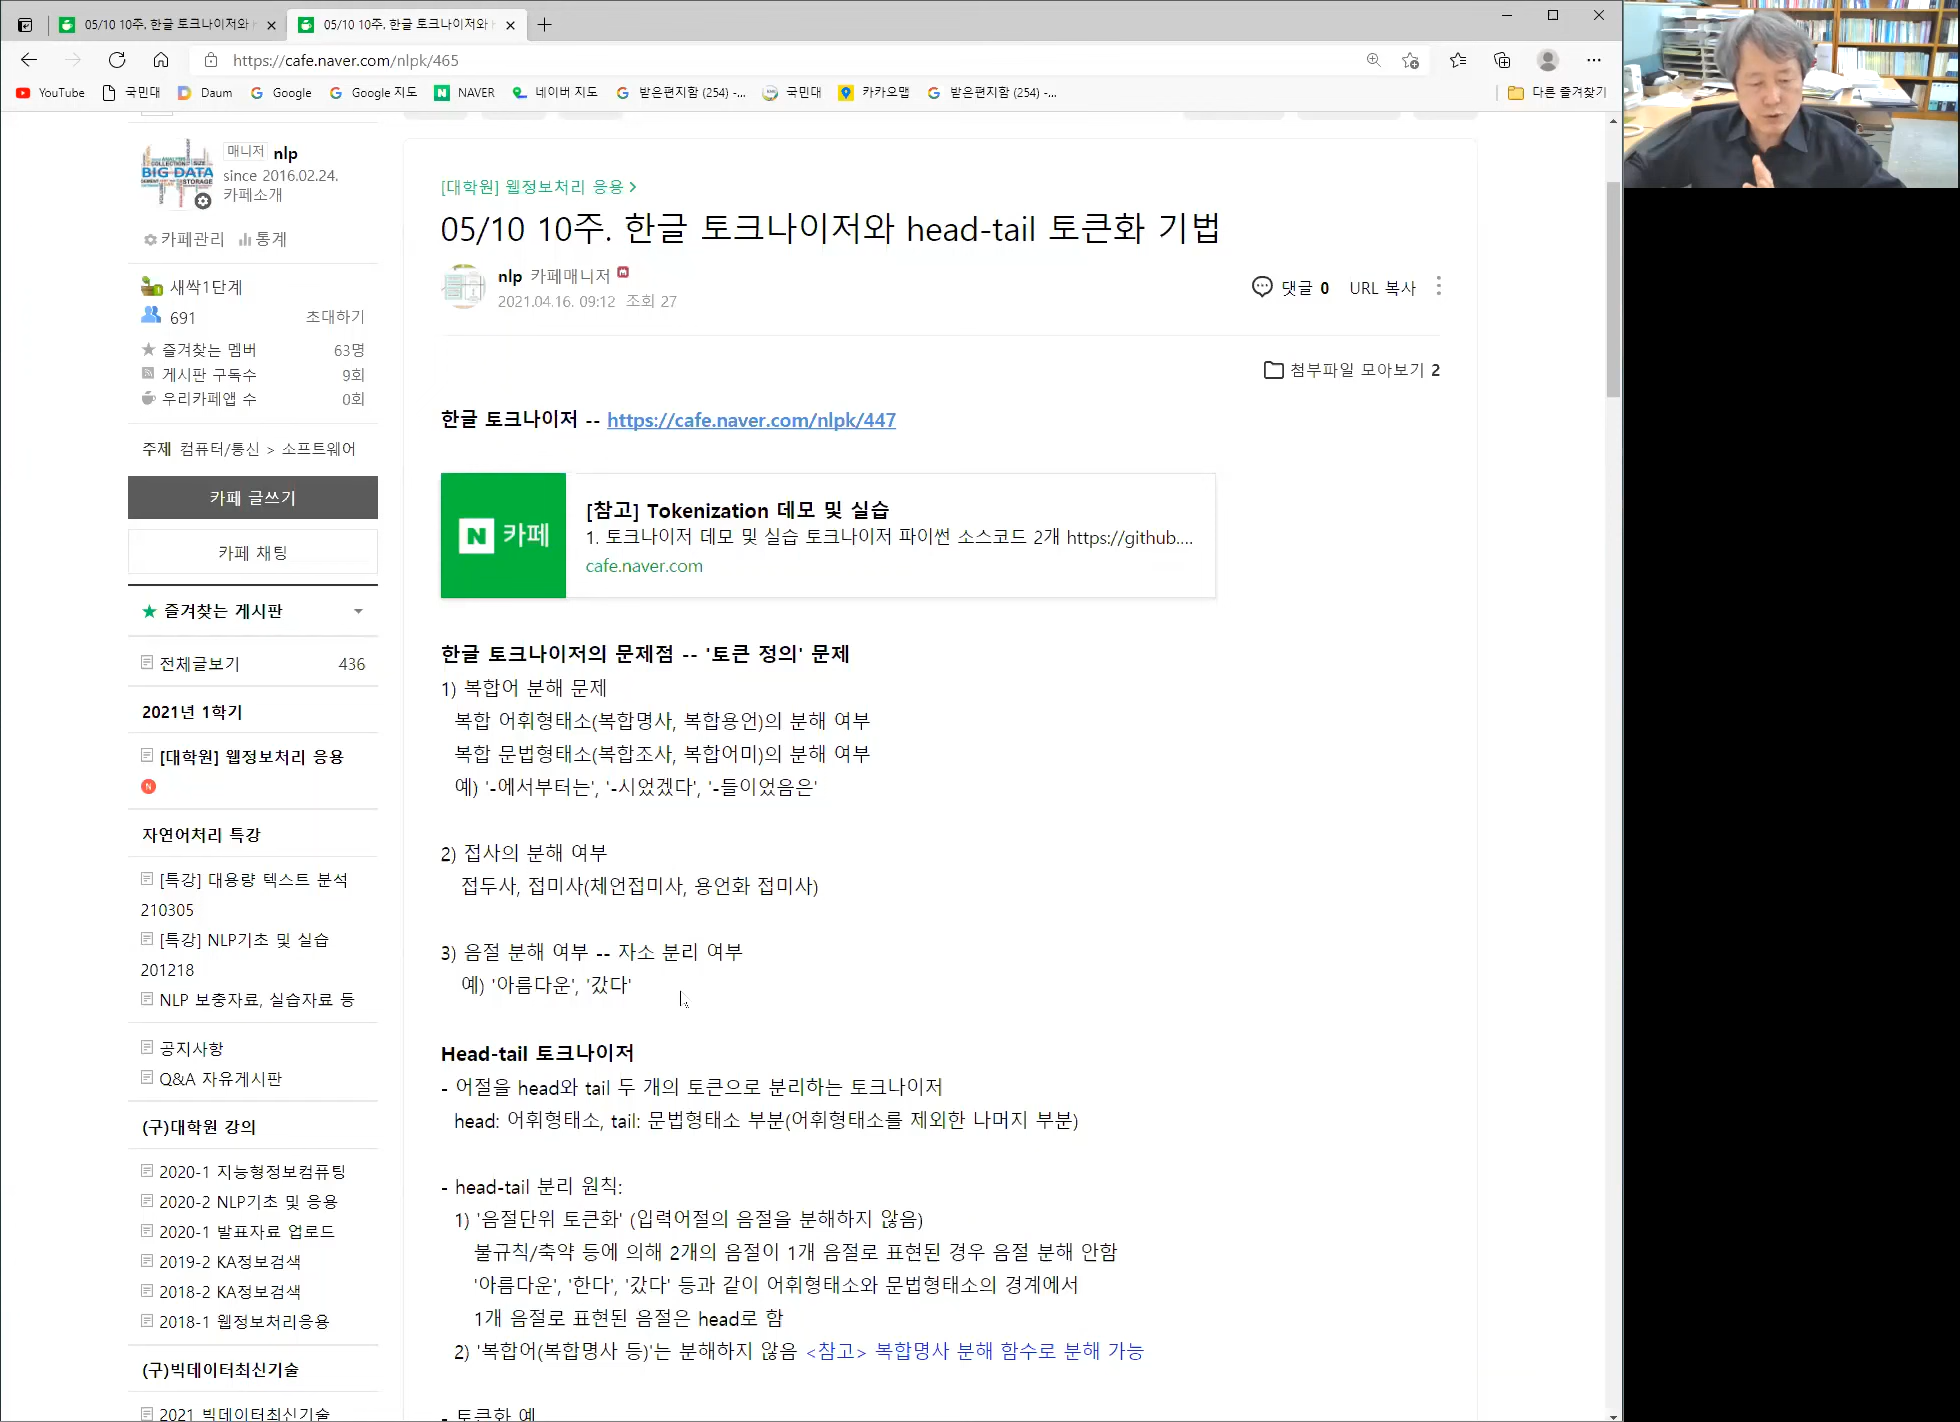 05/10 10주. 한글 토크나이저와
05/10 10주. 한글 토크나이저와
https://cafe.naver.com/nlpk/465
YouTube 국민대 Daum Google Google 지도 NAVER 네이버 지도 받은편지함 (254) -... 국민대 카카오맵 받은편지함 (254) -... 다른 즐겨찾기
BIG DATA
매니저 nlp
since 2016.02.24.
카페소개
카페관리 통계
새싹1단계
691 초대하기
즐겨찾는 멤버 63명
게시판 구독수 9회
우리카페앱 수 0회
주제 컴퓨터/통신 > 소프트웨어
카페 글쓰기
카페 채팅
즐겨찾는 게시판
전체글보기 436
2021년 1학기
[대학원] 웹정보처리 응용
N
자연어처리 특강
[특강] 대용량 텍스트 분석
210305
[특강] NLP기초 및 실습
201218
NLP 보충자료, 실습자료 등
공지사항
Q&A 자유게시판
(구)대학원 강의
2020-1 지능형정보컴퓨팅
2020-2 NLP기초 및 응용
2020-1 발표자료 업로드
2019-2 KA정보검색
2018-2 KA정보검색
2018-1 웹정보처리응용
(구)빅데이터최신기술
2021 빅데이터최신기술
[대학원] 웹정보처리 응용 >
05/10 10주. 한글 토크나이저와 head-tail 토큰화 기법
nlp 카페매니저
2021.04.16. 09:12 조회 27
댓글 0 URL 복사
첨부파일 모아보기 2
한글 토크나이저 -- https://cafe.naver.com/nlpk/447
N 카페
[참고] Tokenization 데모 및 실습
1. 토크나이저 데모 및 실습 토크나이저 파이썬 소스코드 2개 https://github....
cafe.naver.com
한글 토크나이저의 문제점 -- '토큰 정의' 문제
1) 복합어 분해 문제
복합 어휘형태소(복합명사, 복합용언)의 분해 여부
복합 문법형태소(복합조사, 복합어미)의 분해 여부
예) '-에서부터는', '-시었겠다', '-들이었음은'
2) 접사의 분해 여부
접두사, 접미사(체언접미사, 용언화 접미사)
3) 음절 분해 여부 -- 자소 분리 여부
예) '아름다운', '갔다'
Head-tail 토크나이저
- 어절을 head와 tail 두 개의 토큰으로 분리하는 토크나이저
head: 어휘형태소, tail: 문법형태소 부분(어휘형태소를 제외한 나머지 부분)
- head-tail 분리 원칙:
1) '음절단위 토큰화' (입력어절의 음절을 분해하지 않음)
불규칙/축약 등에 의해 2개의 음절이 1개 음절로 표현된 경우 음절 분해 안함
'아름다운', '한다', '갔다' 등과 같이 어휘형태소와 문법형태소의 경계에서
1개 음절로 표현된 음절은 head로 함
2) '복합어(복합명사 등)'는 분해하지 않음 <참고> 복합명사 분해 함수로 분해 가능
- 토큰화 예